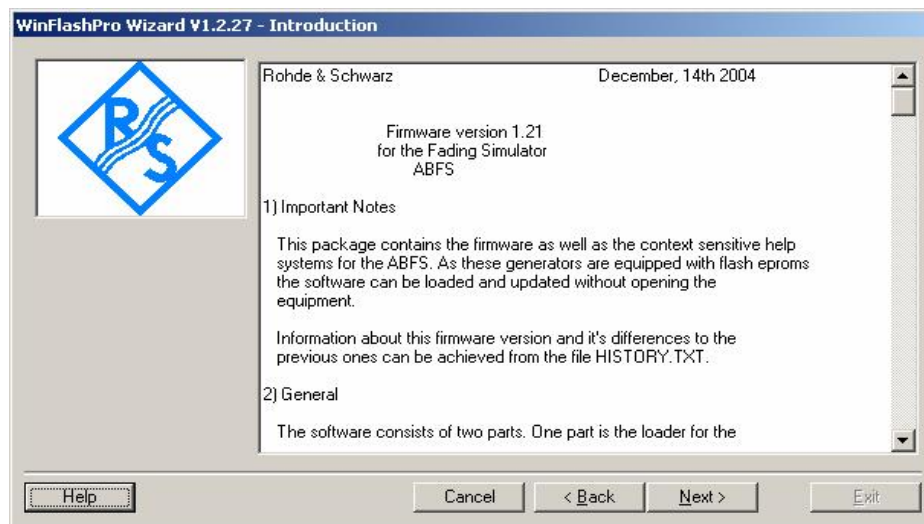 WinFlashPro Wizard V1.2.27 - Introduction
R
S
Rohde & Schwarz December, 14th 2004
Firmware version 1.21
for the Fading Simulator
ABFS
1) Important Notes
This package contains the firmware as well as the context sensitive help
systems for the ABFS. As these generators are equipped with flash eproms
the software can be loaded and updated without opening the
equipment.
Information about this firmware version and it's differences to the
previous ones can be achieved from the file HISTORY.TXT.
2) General
The software consists of two parts. One part is the loader for the
Help Cancel < Back Next > Exit